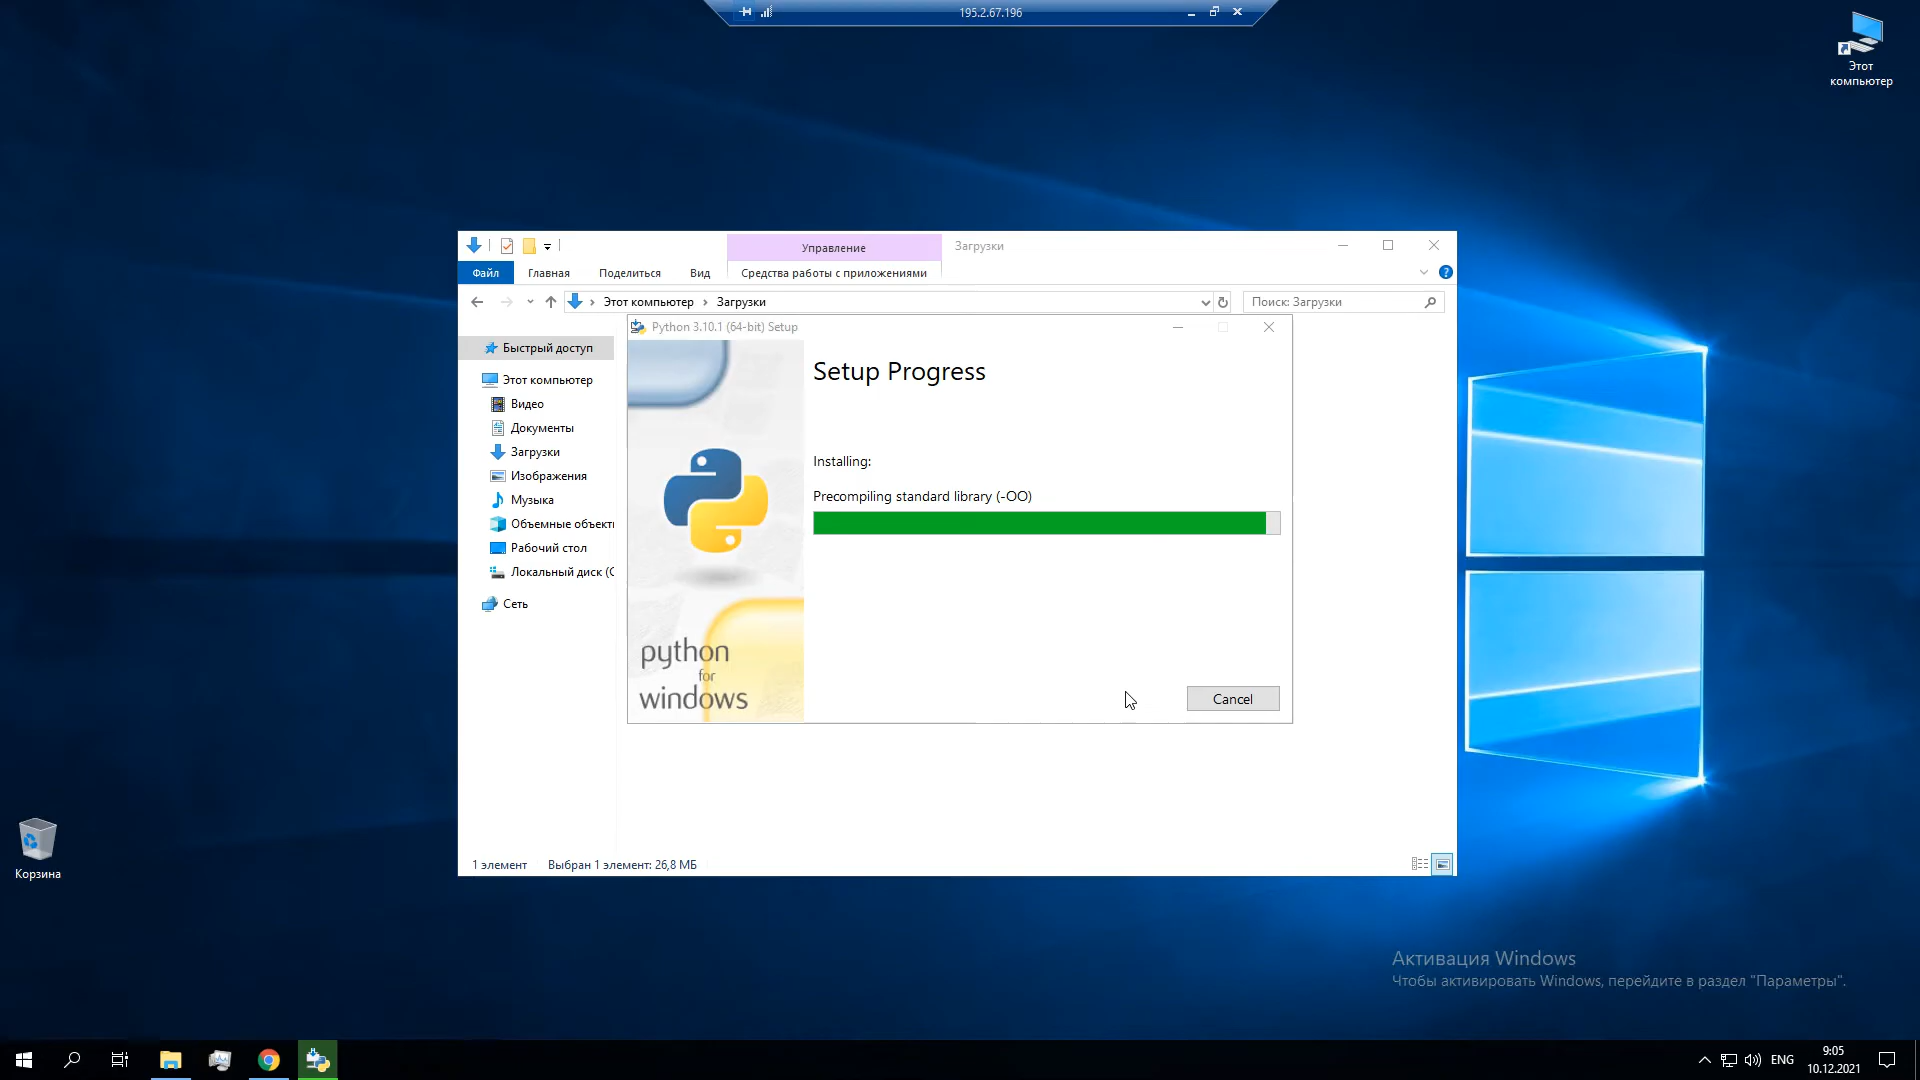 195.2.67.196
Этот
компьютер
Управление
Загрузки
Файл
Главная
Поделиться
Вид
Средства работы с приложениями
Этот компьютер
Загрузки
Поиск: Загрузки
Python 3.10.1 (64-bit) Setup
Быстрый доступ
Этот компьютер
Видео
Документы
Загрузки
Изображения
Музыка
Объемные объект
Рабочий стол
Локальный диск (C
Сеть
Setup Progress
Installing:
Precompiling standard library (-OO)
python
for
windows
Cancel
1 элемент
Выбран 1 элемент: 26,8 МБ
Корзина
Активация Windows
Чтобы активировать Windows, перейдите в раздел "Параметры".
ENG
9:05
10.12.2021